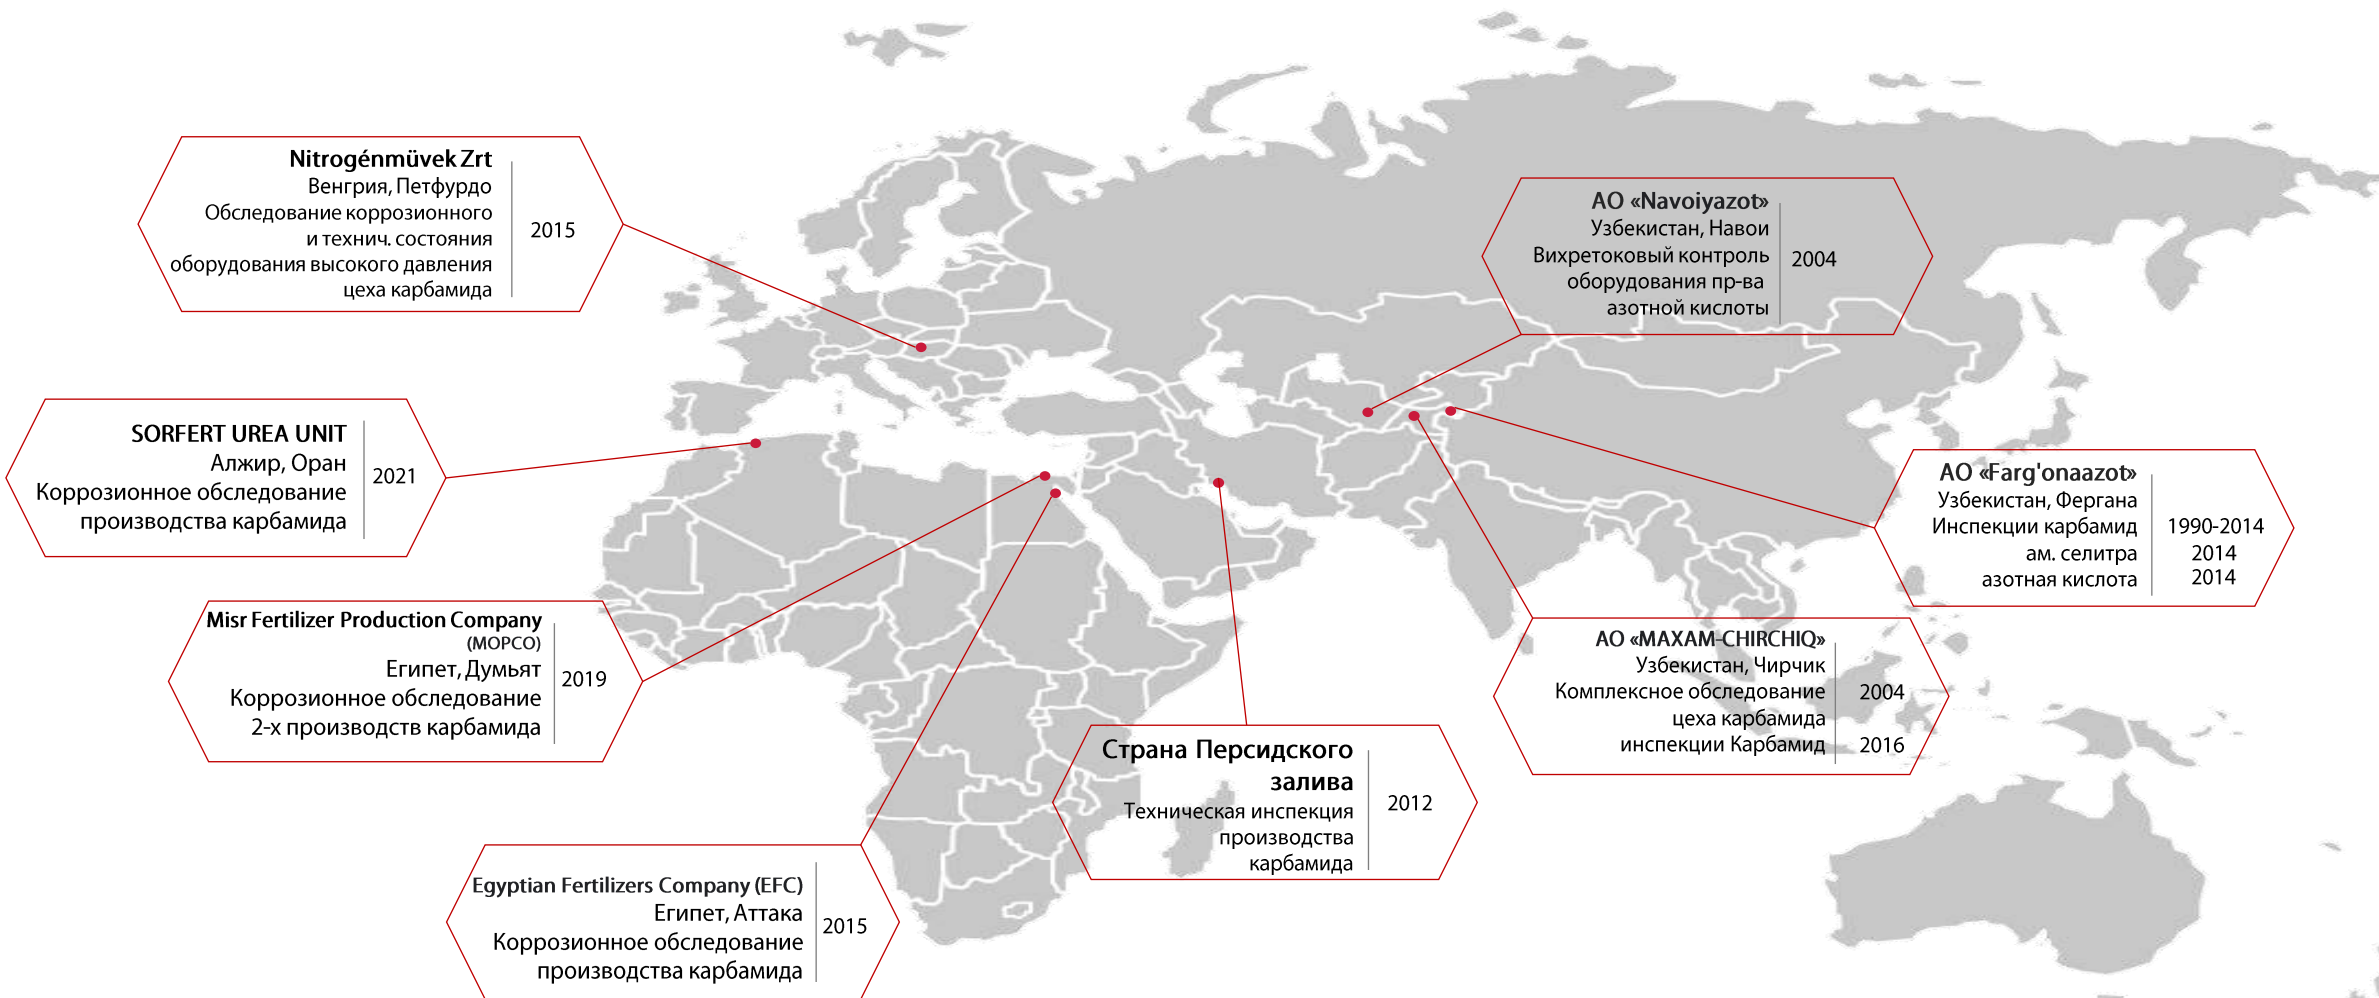 Nitrogénmüvek Zrt
Венгрия, Петфурдо
Обследование коррозионного
и технич. состояния
оборудования высокого давления
цеха карбамида
2015
АО «Navoiyazot»
Узбекистан, Навои
Вихретоковый контроль
оборудования пр-ва
азотной кислоты
2004
SORFERT UREA UNIT
Алжир, Оран
Коррозионное обследование
производства карбамида
2021
АО «Farg'onaazot»
Узбекистан, Фергана
Инспекции карбамид 1990-2014
ам. селитра 2014
азотная кислота 2014
Misr Fertilizer Production Company
(MOPCO)
Египет, Думьят
Коррозионное обследование
2-х производств карбамида
2019
АО «MAXAM-CHIRCHIQ»
Узбекистан, Чирчик
Комплексное обследование 2004
цеха карбамида
инспекции Карбамид 2016
Страна Персидского
залива
Техническая инспекция
производства
карбамида
2012
Egyptian Fertilizers Company (EFC)
Египет, Аттака
Коррозионное обследование
производства карбамида
2015